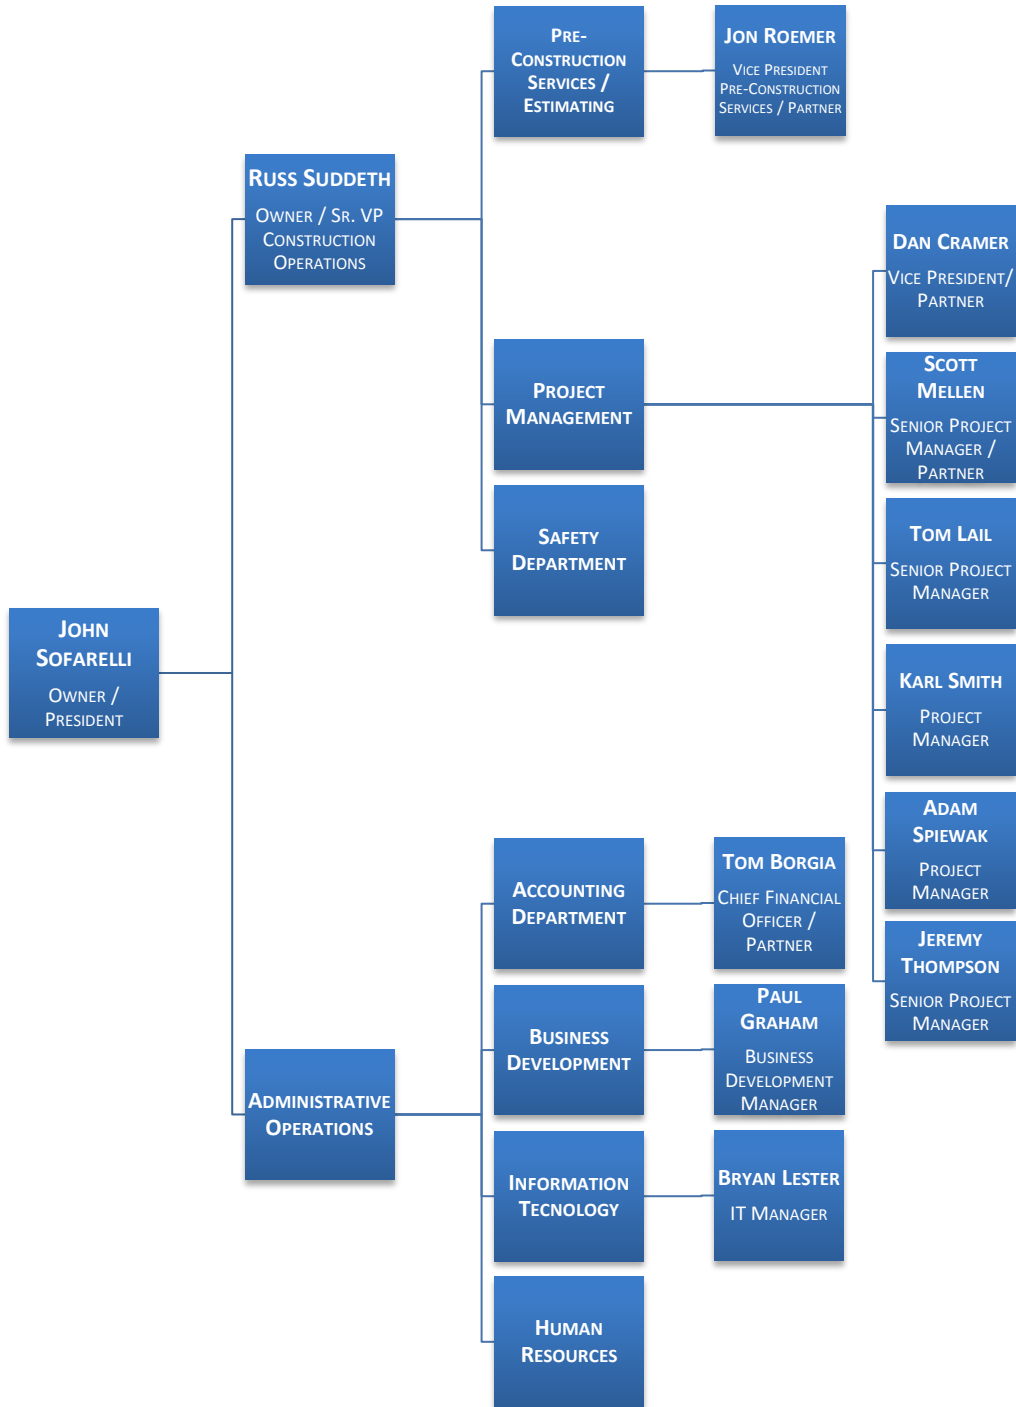 John
Sofarelli
Owner /
President
Russ Suddeth
Owner / Sr. VP
Construction
Operations
Pre-
Construction
Services /
Estimating
Jon Roemer
Vice President
Pre-Construction
Services / Partner
Project
Management
Dan Cramer
Vice President/
Partner
Scott
Mellen
Senior Project
Manager /
Partner
Tom Lail
Senior Project
Manager
Karl Smith
Project
Manager
Adam
Spiewak
Project
Manager
Jeremy
Thompson
Senior Project
Manager
Safety
Department
Administrative
Operations
Accounting
Department
Tom Borgia
Chief Financial
Officer /
Partner
Business
Development
Paul
Graham
Business
Development
Manager
Information
Tecnology
Bryan Lester
IT Manager
Human
Resources